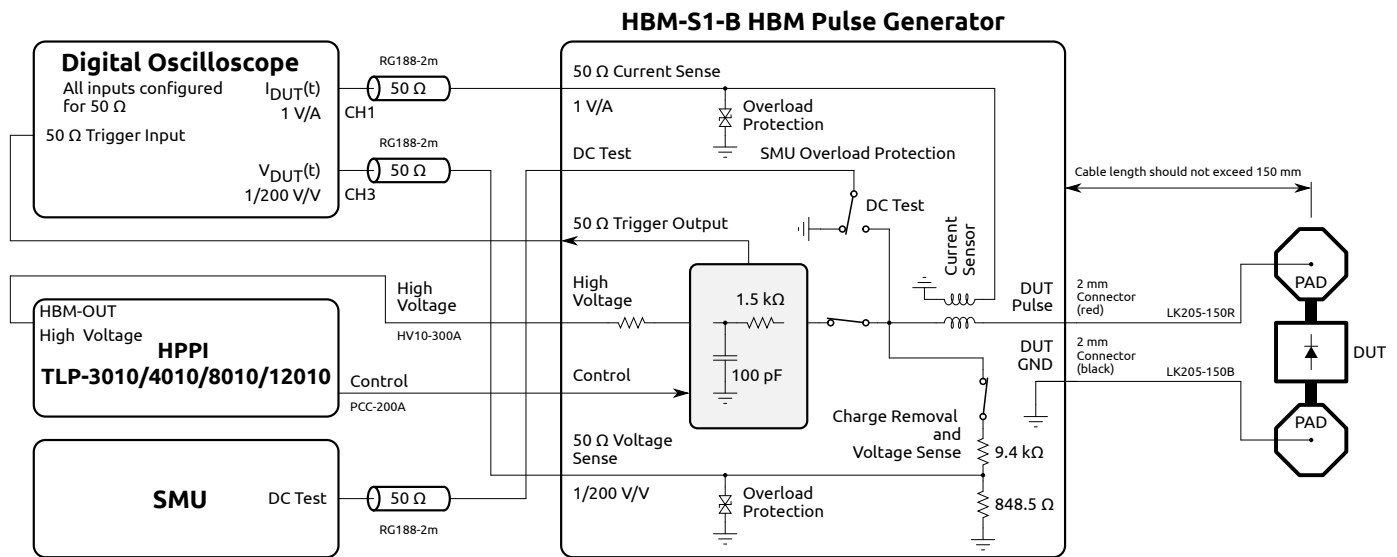 HBM-S1-B HBM Pulse Generator
Digital Oscilloscope
All inputs configured
for 50 Ω
I_DUT(t)
1 V/A
50 Ω Trigger Input
V_DUT(t)
1/200 V/V
RG188-2m
50 Ω
CH1
RG188-2m
50 Ω
CH3
50 Ω Current Sense
1 V/A
Overload
Protection
DC Test
SMU Overload Protection
DC Test
50 Ω Trigger Output
Current
Sensor
Cable length should not exceed 150 mm
HBM-OUT
High Voltage
HPPI
TLP-3010/4010/8010/12010
High
Voltage
HV10-300A
High
Voltage
1.5 kΩ
100 pF
DUT
Pulse
2 mm
Connector
(red)
LK205-150R
PAD
DUT
DUT
GND
2 mm
Connector
(black)
LK205-150B
PAD
Control
PCC-200A
Control
Charge Removal
and
Voltage Sense
9.4 kΩ
848.5 Ω
50 Ω Voltage
Sense
1/200 V/V
Overload
Protection
SMU
DC Test
50 Ω
RG188-2m